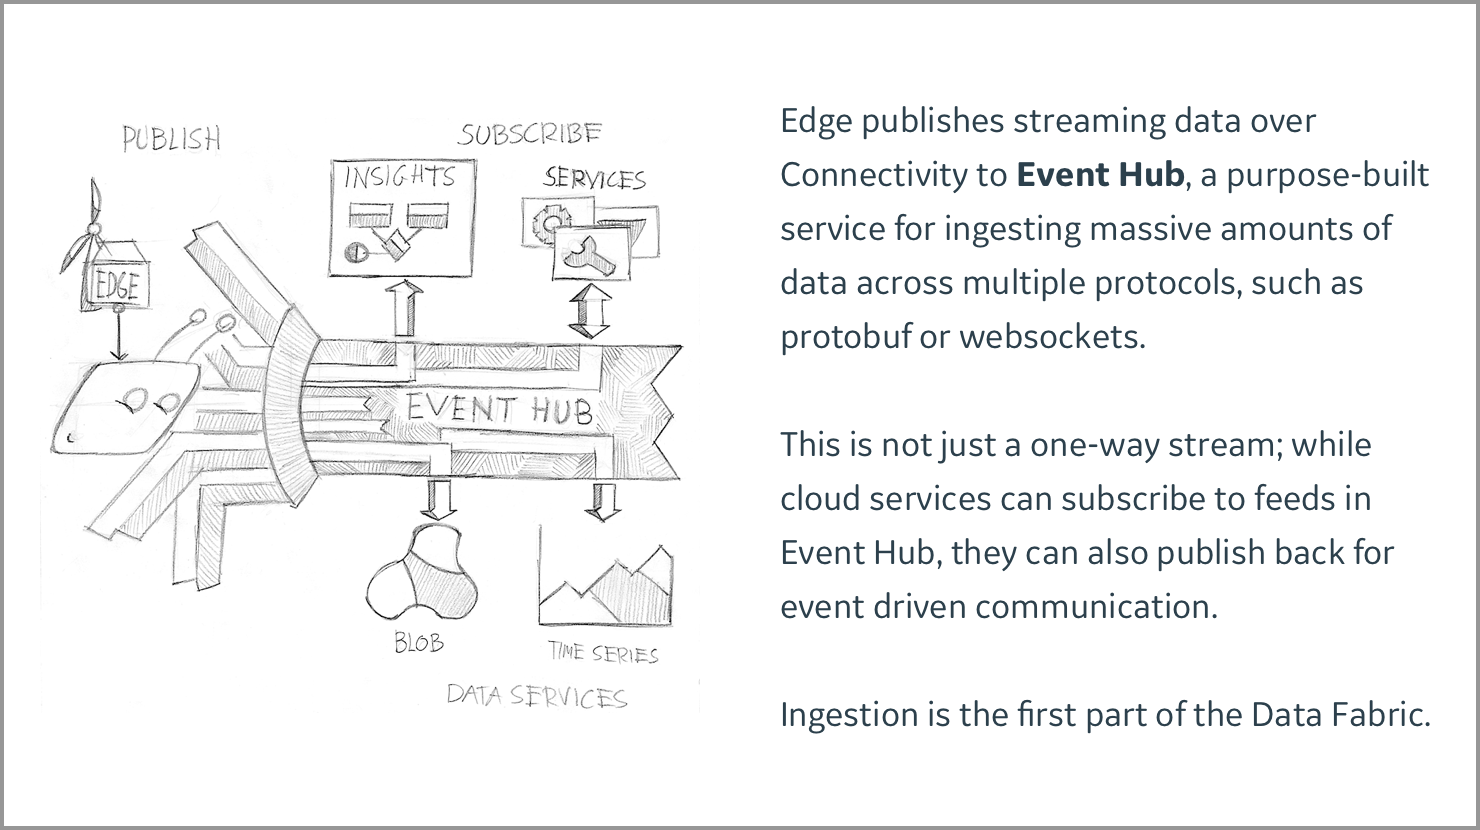 PUBLISH
SUBSCRIBE
INSIGHTS
SERVICES
EDGE
EVENT HUB
BLOB
TIME SERIES
DATA SERVICES
Edge publishes streaming data over
Connectivity to Event Hub, a purpose-built
service for ingesting massive amounts of
data across multiple protocols, such as
protobuf or websockets.
This is not just a one-way stream; while
cloud services can subscribe to feeds in
Event Hub, they can also publish back for
event driven communication.
Ingestion is the first part of the Data Fabric.